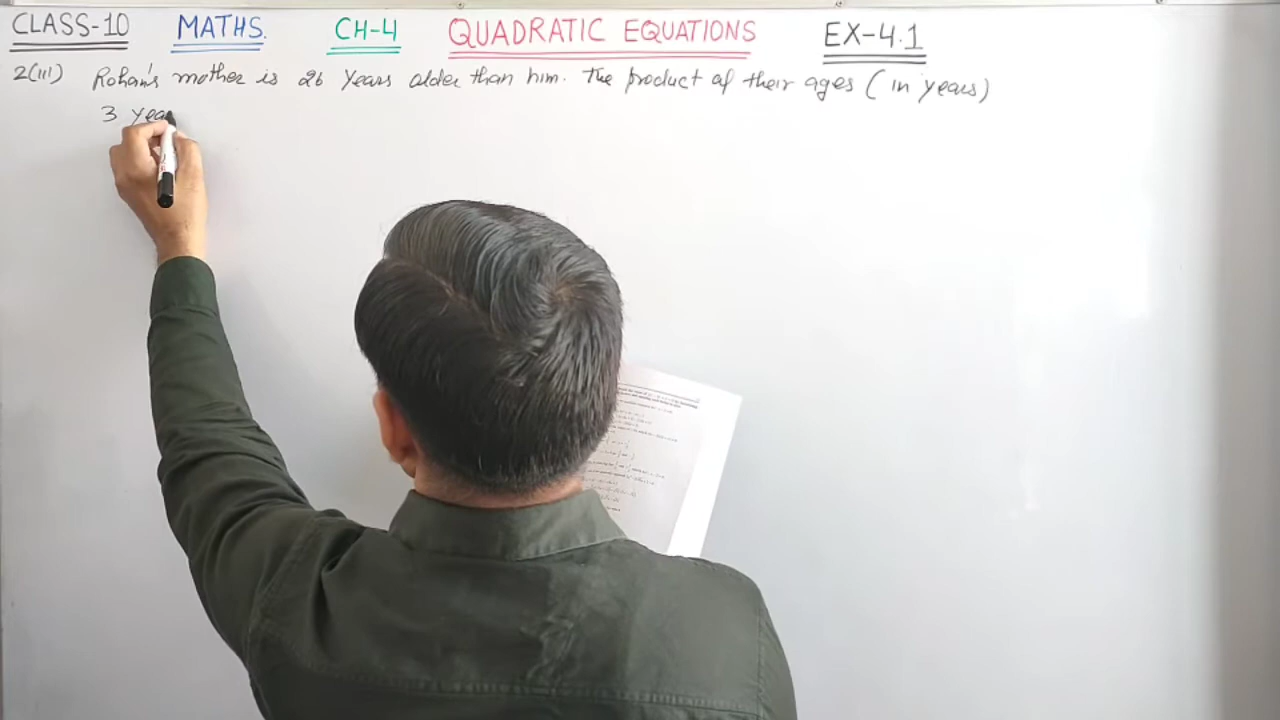 CLASS-10 MATHS. CH-4 QUADRATIC EQUATIONS EX-4.1
2(iii) Rohan's mother is 26 Years older than him. The product of their ages (in years)
3 yea